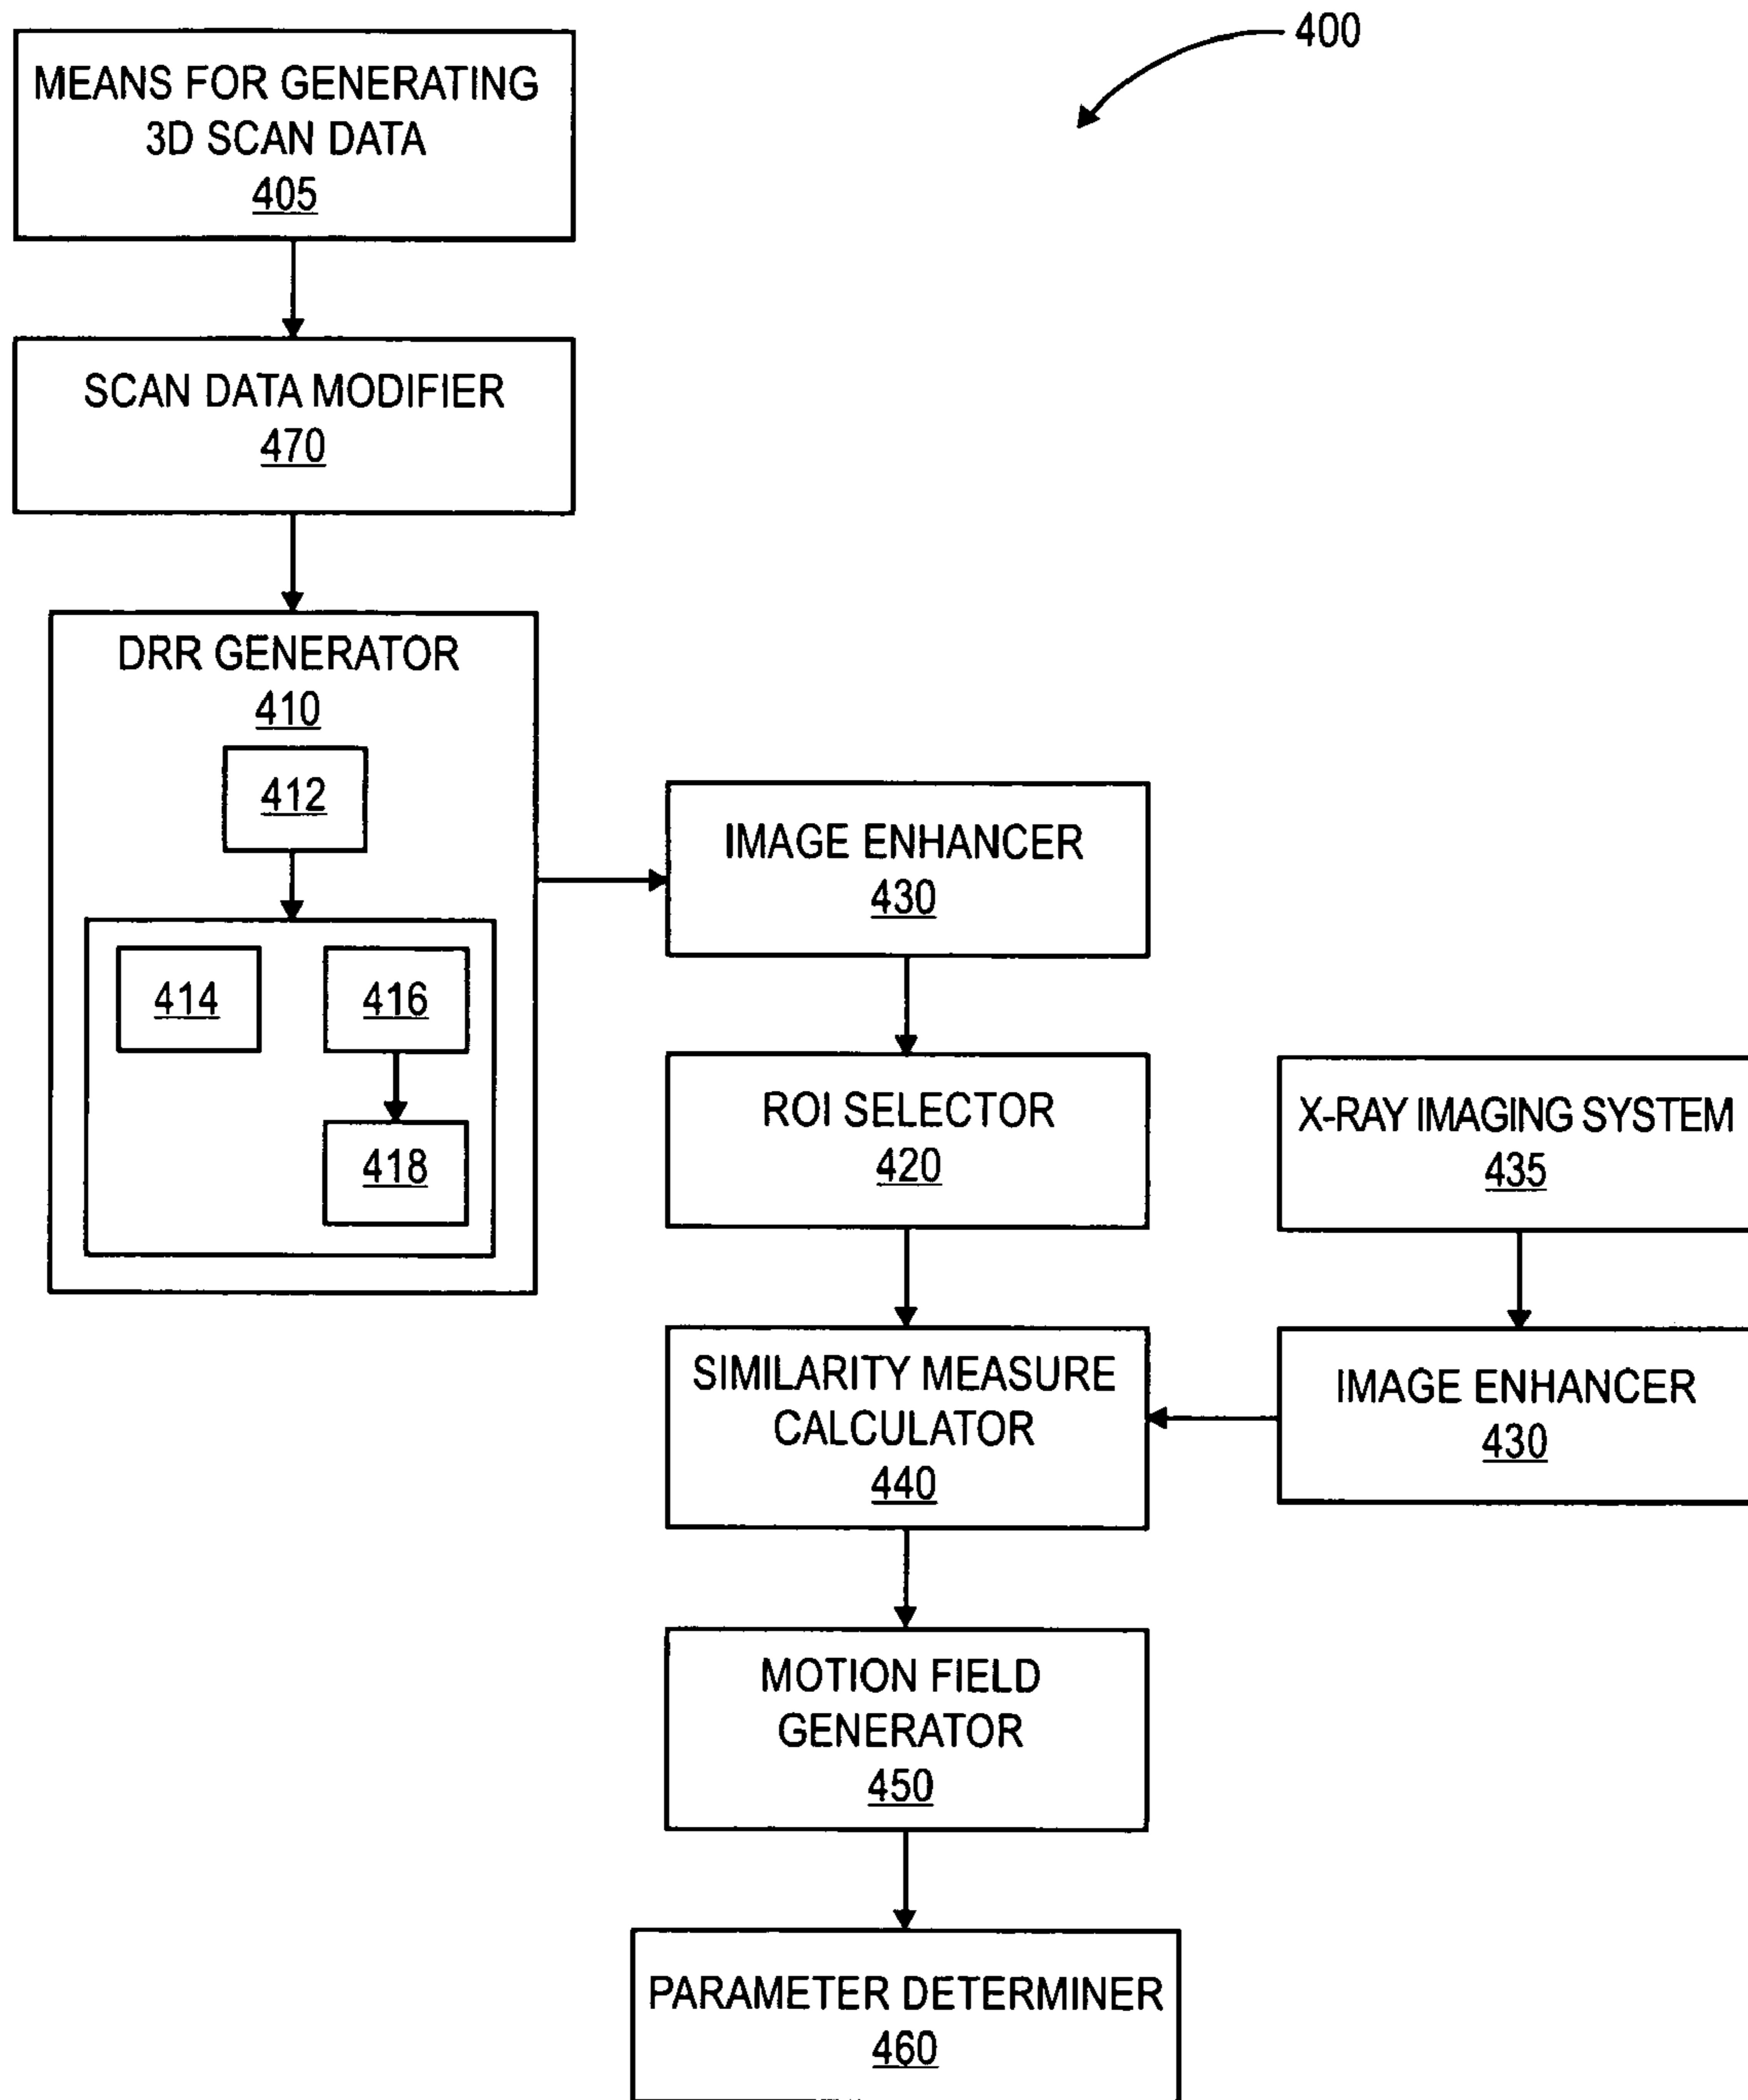 400
MEANS FOR GENERATING
3D SCAN DATA
405
SCAN DATA MODIFIER
470
DRR GENERATOR
410
412
414
416
418
IMAGE ENHANCER
430
ROI SELECTOR
420
X-RAY IMAGING SYSTEM
435
SIMILARITY MEASURE
CALCULATOR
440
IMAGE ENHANCER
430
MOTION FIELD
GENERATOR
450
PARAMETER DETERMINER
460